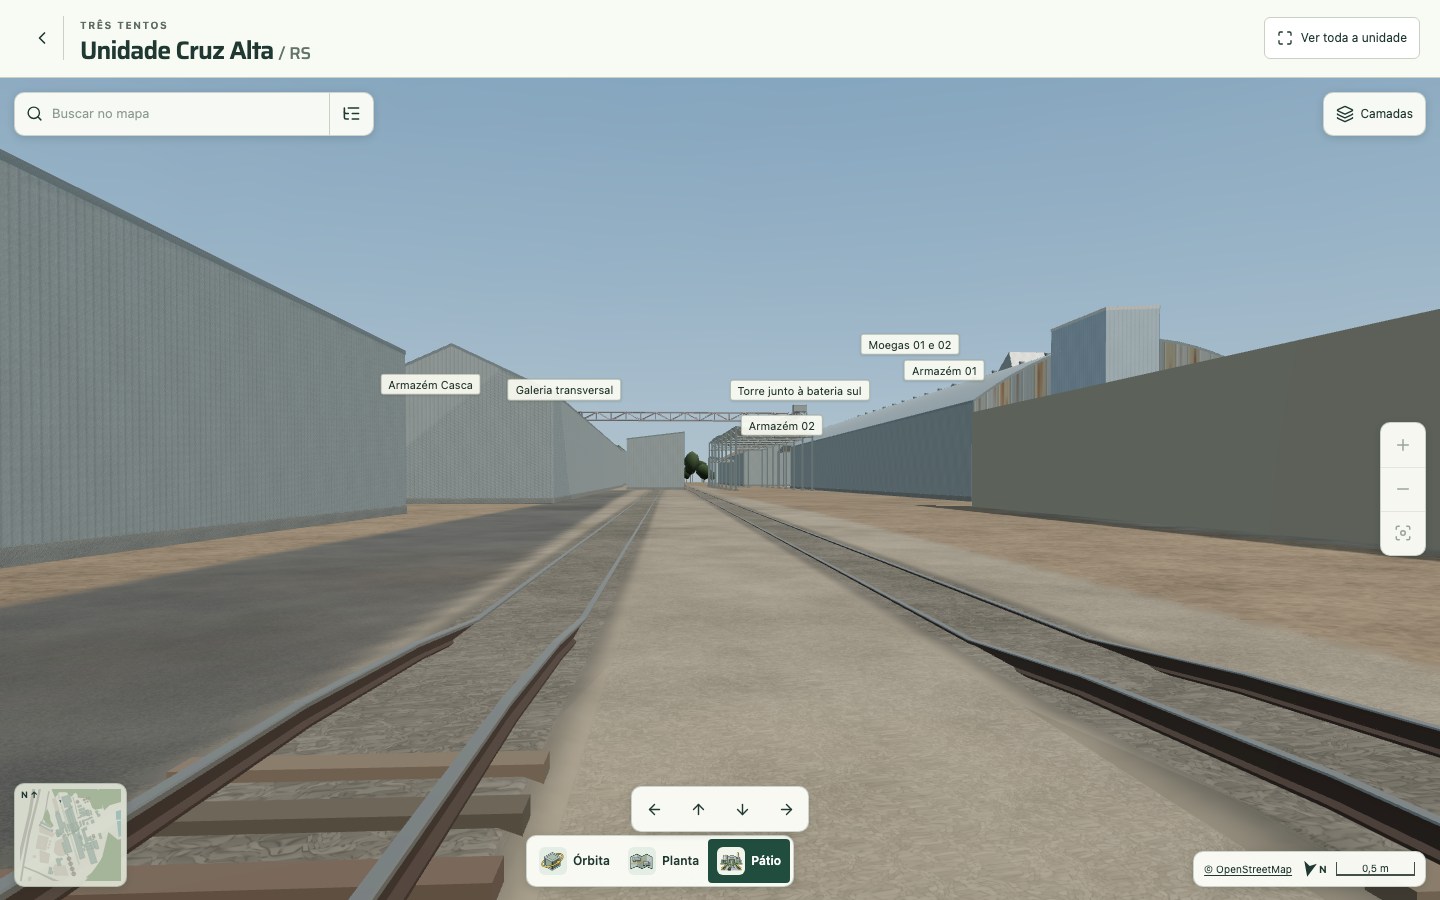 TRÊS TENTOS
Unidade Cruz Alta / RS
Ver toda a unidade
Buscar no mapa
Camadas
Moegas 01 e 02
Armazém 01
Armazém Casca
Galeria transversal
Torre junto à bateria sul
Armazém 02
N
Órbita
Planta
Pátio
© OpenStreetMap
N
0,5 m